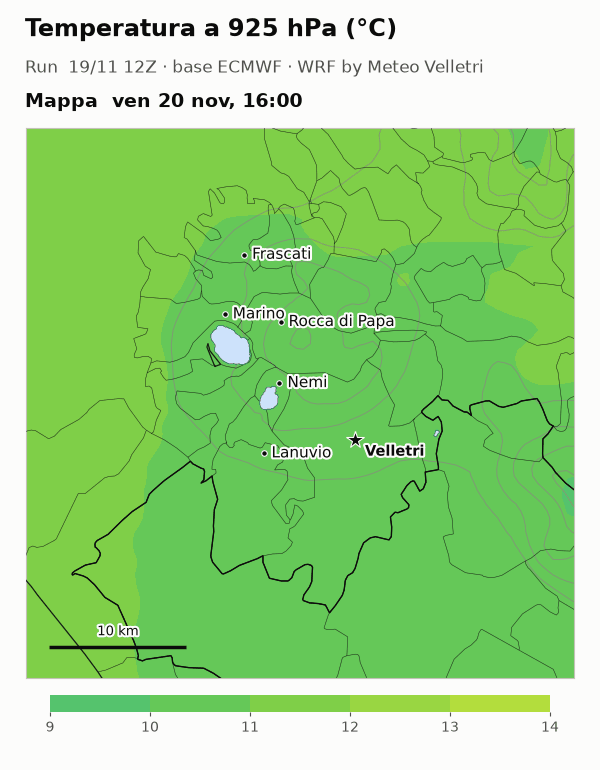 Temperatura a 925 hPa (°C)
Run  19/11 12Z · base ECMWF · WRF by Meteo Velletri
Mappa  ven 20 nov, 16:00
Frascati
Marino
Rocca di Papa
Nemi
Velletri
Lanuvio
10 km
9 10 11 12 13 14